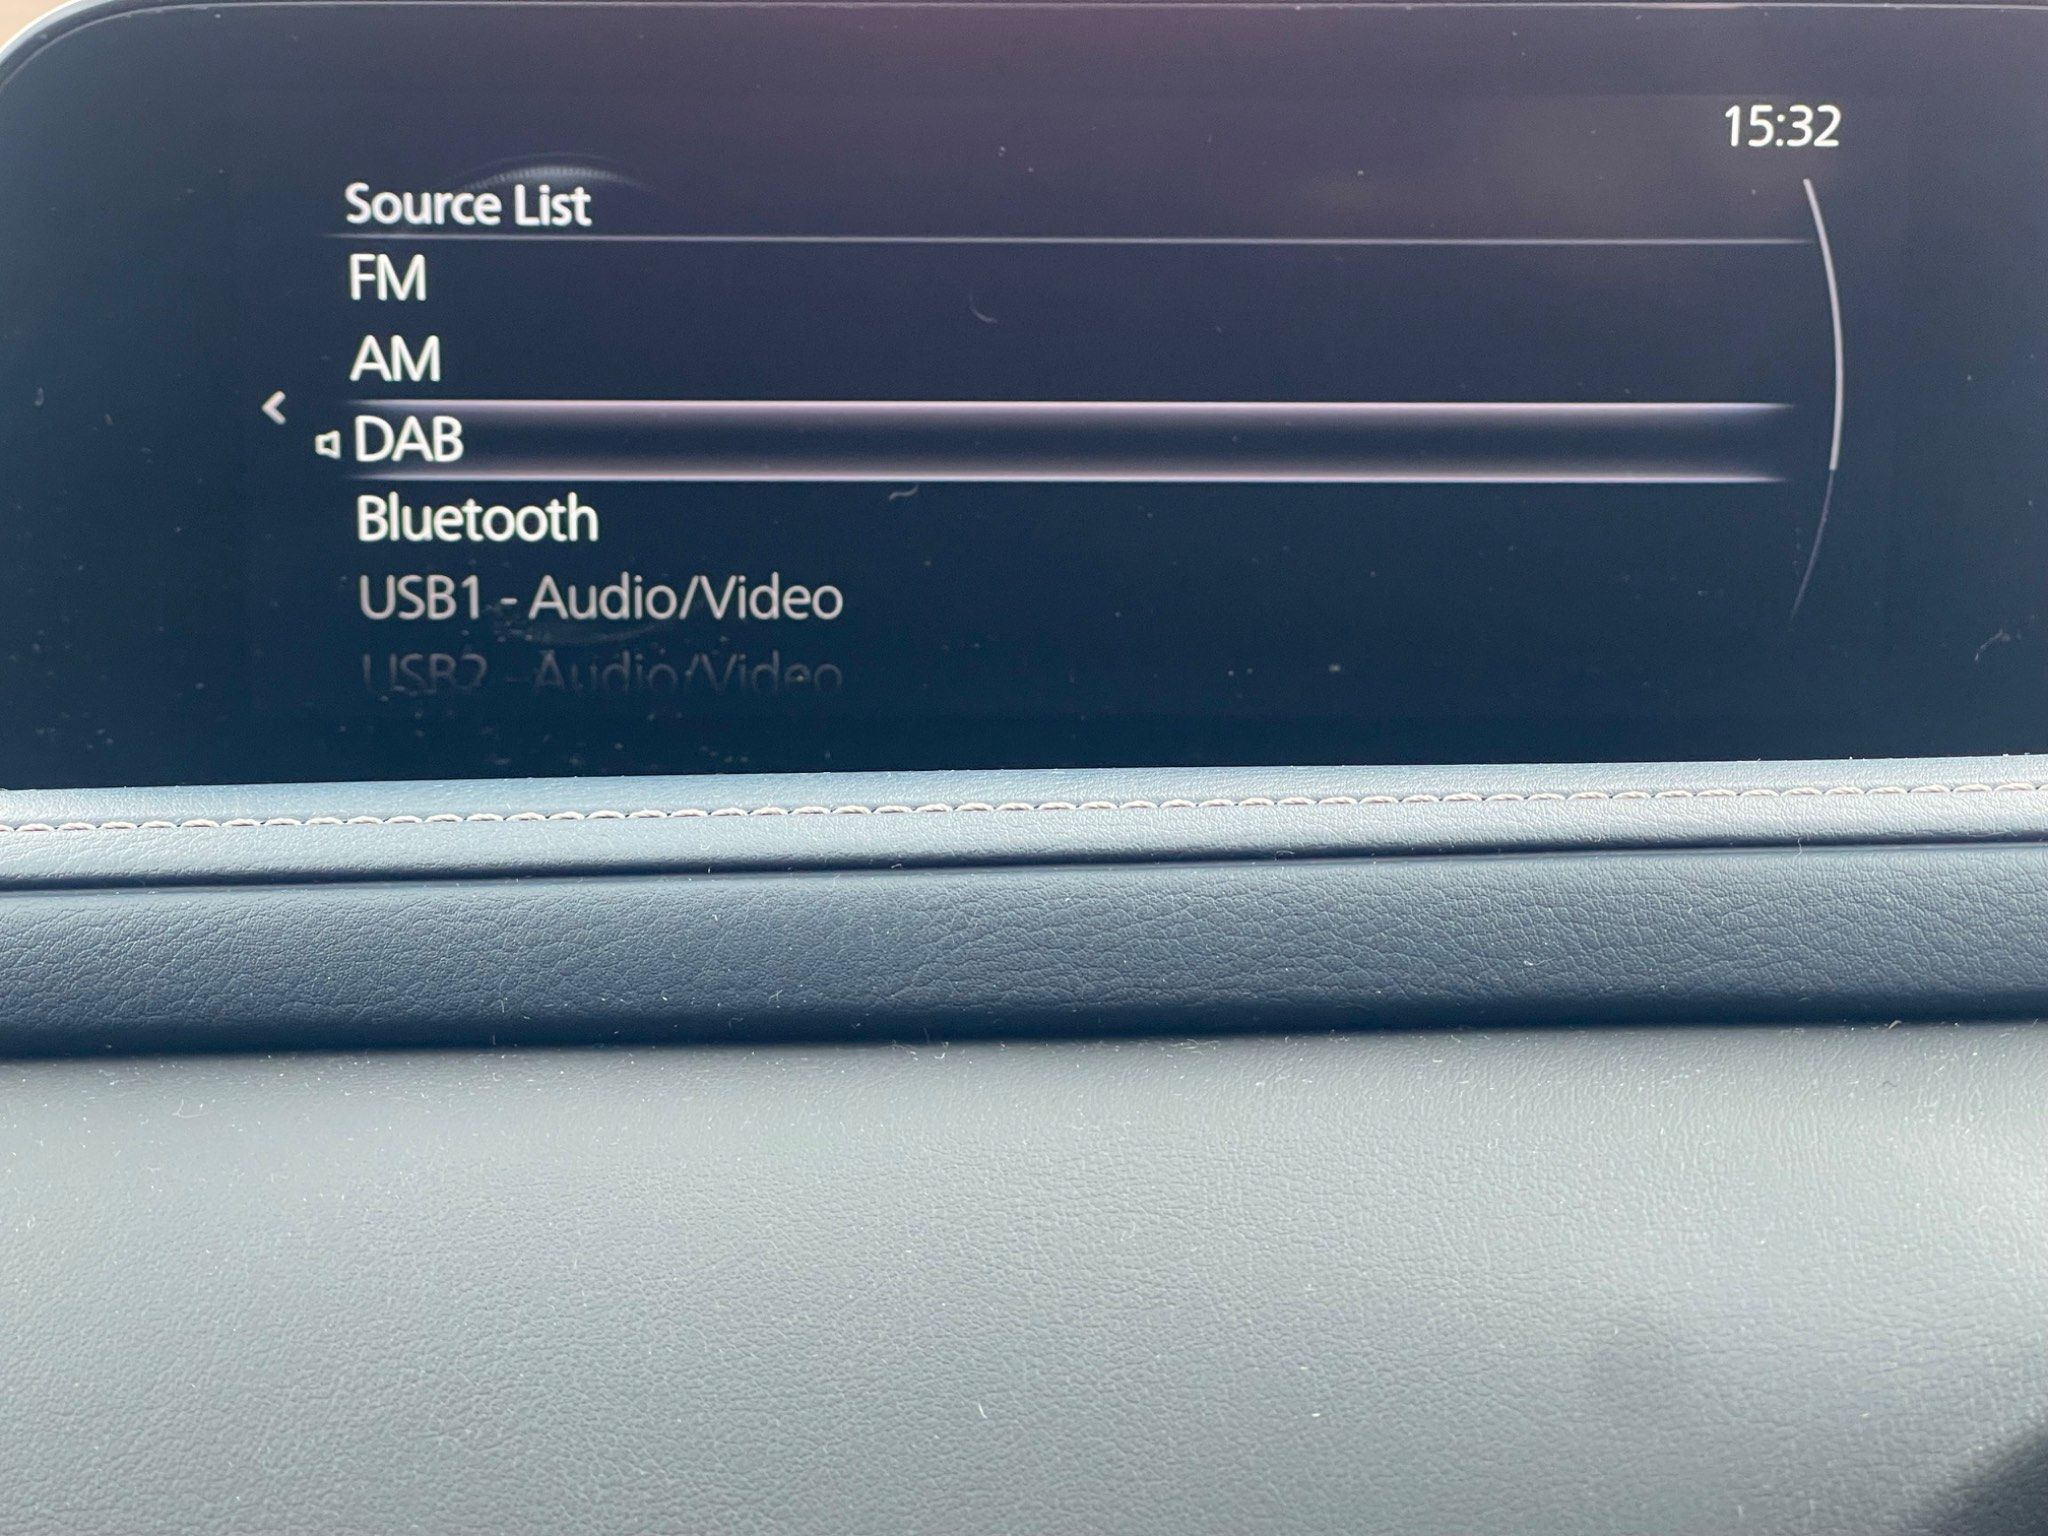 15:32
Source List
FM
AM
DAB
Bluetooth
USB1 - Audio/Video
USB2 - Audio/Video